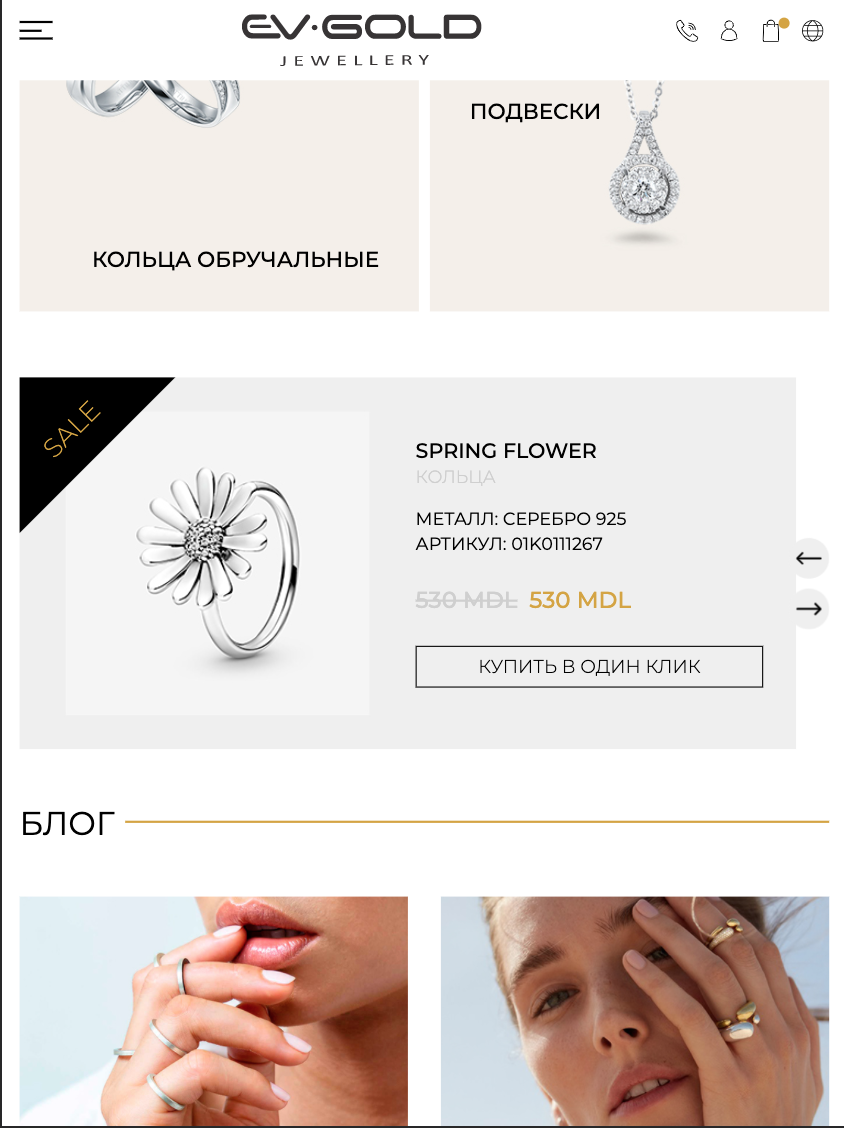 EV·GOLD
JEWELLERY
ПОДВЕСКИ
КОЛЬЦА ОБРУЧАЛЬНЫЕ
SALE
SPRING FLOWER
КОЛЬЦА
МЕТАЛЛ: СЕРЕБРО 925
АРТИКУЛ: 01K0111267
530 MDL 530 MDL
КУПИТЬ В ОДИН КЛИК
БЛОГ